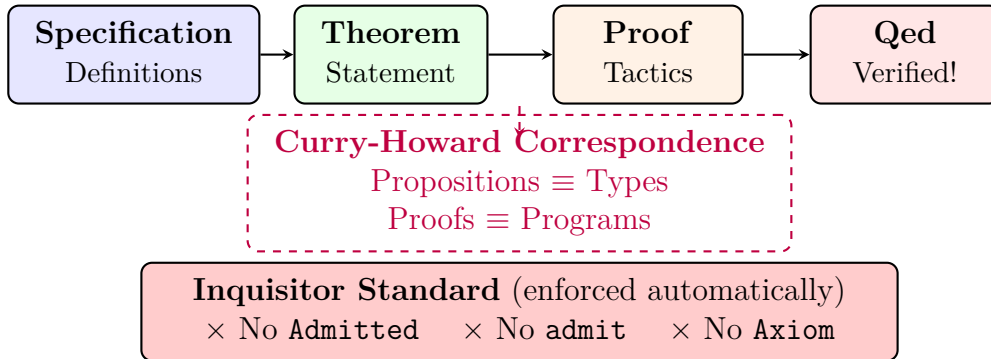 Specification
Definitions
Theorem
Statement
Proof
Tactics
Qed
Verified!
Curry-Howard Correspondence
Propositions ≡ Types
Proofs ≡ Programs
Inquisitor Standard (enforced automatically)
× No Admitted × No admit × No Axiom